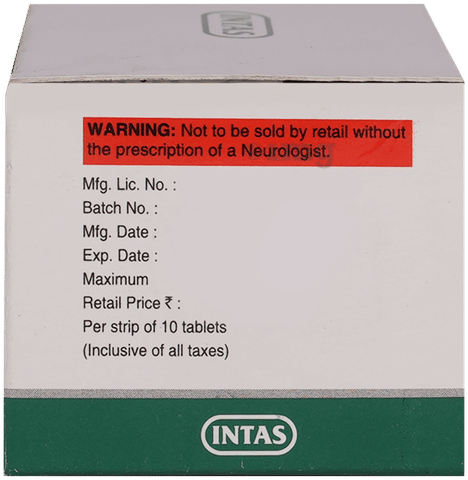 INTAS
WARNING: Not to be sold by retail without
the prescription of a Neurologist.
Mfg. Lic. No. :
Batch No. :
Mfg. Date :
Exp. Date :
Maximum
Retail Price ₹ :
Per strip of 10 tablets
(Inclusive of all taxes)
INTAS